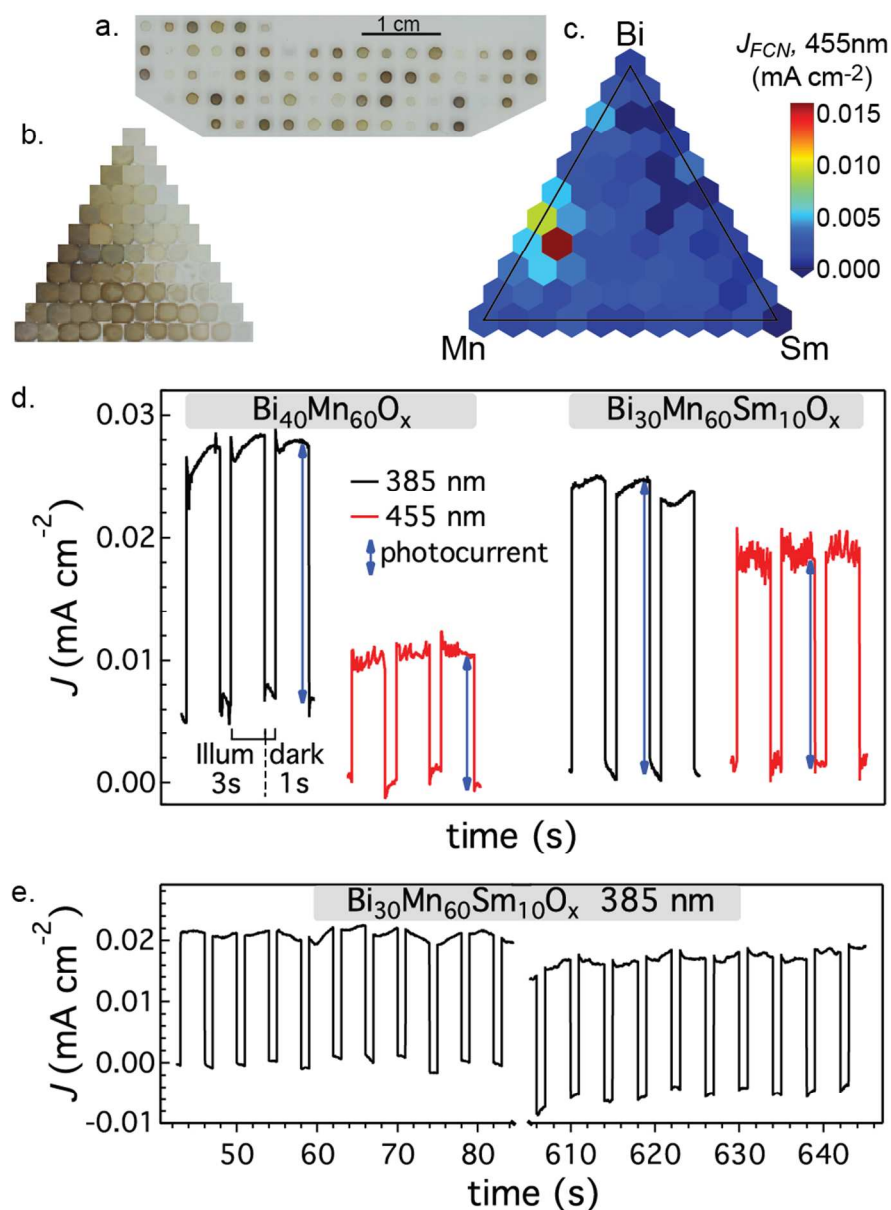 a.
1 cm
c.
Bi
J_FCN, 455nm
(mA cm⁻²)
0.015
0.010
0.005
0.000
b.
Mn
Sm
d.
0.03
0.02
0.01
0.00
J (mA cm⁻²)
Bi₄₀Mn₆₀Oₓ
Bi₃₀Mn₆₀Sm₁₀Oₓ
385 nm
455 nm
photocurrent
Illum
3s
dark
1s
time (s)
e.
Bi₃₀Mn₆₀Sm₁₀Oₓ 385 nm
J (mA cm⁻²)
0.02
0.01
0.00
-0.01
50
60
70
80
610
620
630
640
time (s)